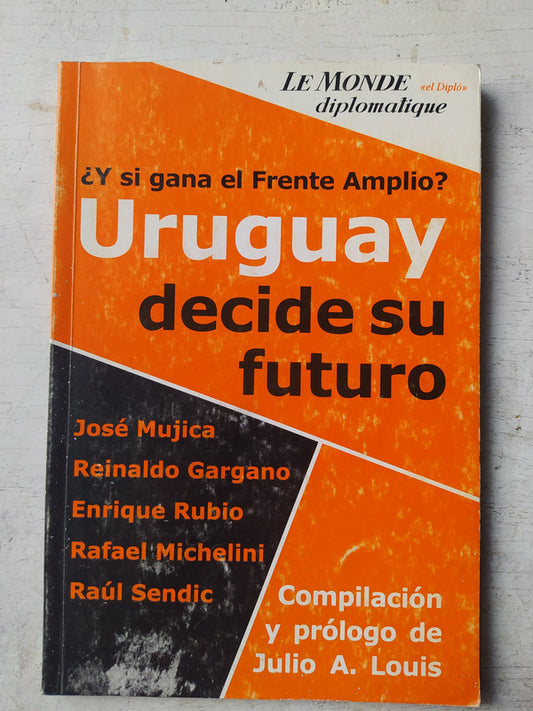 LE MONDE «el Dipló»
diplomatique
¿Y si gana el Frente Amplio?
Uruguay
decide su
futuro
José Mujica
Reinaldo Gargano
Enrique Rubio
Rafael Michelini
Raúl Sendic
Compilación
y prólogo de
Julio A. Louis